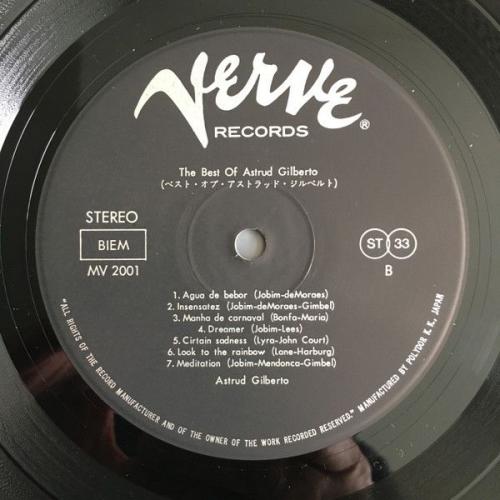 Verve
RECORDS ®
The Best Of Astrud Gilberto
(ベスト・オブ・アストラッド・ジルベルト)
STEREO
BIEM
MV 2001
ST 33
B
1. Agua de bebor (Jobim-deMoraes)
2. Insensatez (Jobim-deMoraes-Gimbel)
3. Manha de carnaval (Bonfa-Maria)
4. Dreamer (Jobim-Lees)
5. Cirtain sadness (Lyra-John Court)
6. Look to the rainbow (Lane-Harburg)
7. Meditation (Jobim-Mendonca-Gimbel)
Astrud Gilberto
"ALL RIGHTS OF THE RECORD MANUFACTURER AND OF THE OWNER OF THE WORK RECORDED RESERVED." MANUFACTURED BY POLYDOR K. K., JAPAN